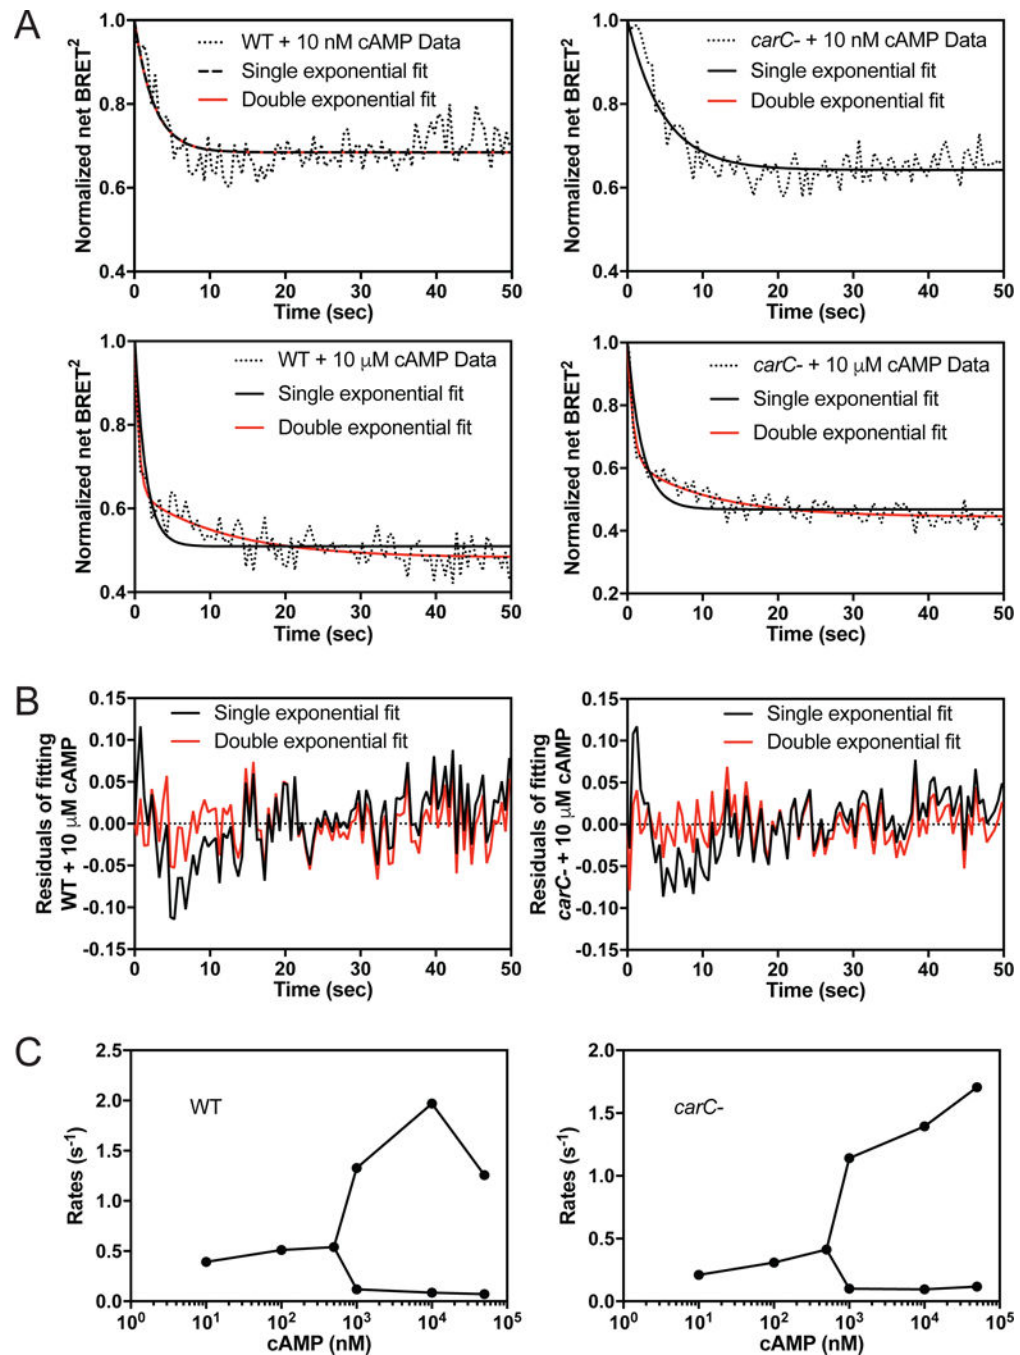 A
Normalized net BRET²
1.0
0.8
0.6
0.4
0 10 20 30 40 50
Time (sec)
WT + 10 nM cAMP Data
Single exponential fit
Double exponential fit
Normalized net BRET²
1.0
0.8
0.6
0.4
0 10 20 30 40 50
Time (sec)
carC- + 10 nM cAMP Data
Single exponential fit
Double exponential fit
Normalized net BRET²
1.0
0.8
0.6
0.4
0 10 20 30 40 50
Time (sec)
WT + 10 μM cAMP Data
Single exponential fit
Double exponential fit
Normalized net BRET²
1.0
0.8
0.6
0.4
0.2
0 10 20 30 40 50
Time (sec)
carC- + 10 μM cAMP Data
Single exponential fit
Double exponential fit
B
Residuals of fitting
WT + 10 μM cAMP
0.15
0.10
0.05
0.00
-0.05
-0.10
-0.15
0 10 20 30 40 50
Time (sec)
Single exponential fit
Double exponential fit
Residuals of fitting
carC- + 10 μM cAMP
0.15
0.10
0.05
0.00
-0.05
-0.10
-0.15
0 10 20 30 40 50
Time (sec)
Single exponential fit
Double exponential fit
C
Rates (s⁻¹)
2.5
2.0
1.5
1.0
0.5
0.0
10⁰ 10¹ 10² 10³ 10⁴ 10⁵
cAMP (nM)
WT
Rates (s⁻¹)
2.0
1.5
1.0
0.5
0.0
10⁰ 10¹ 10² 10³ 10⁴ 10⁵
cAMP (nM)
carC-